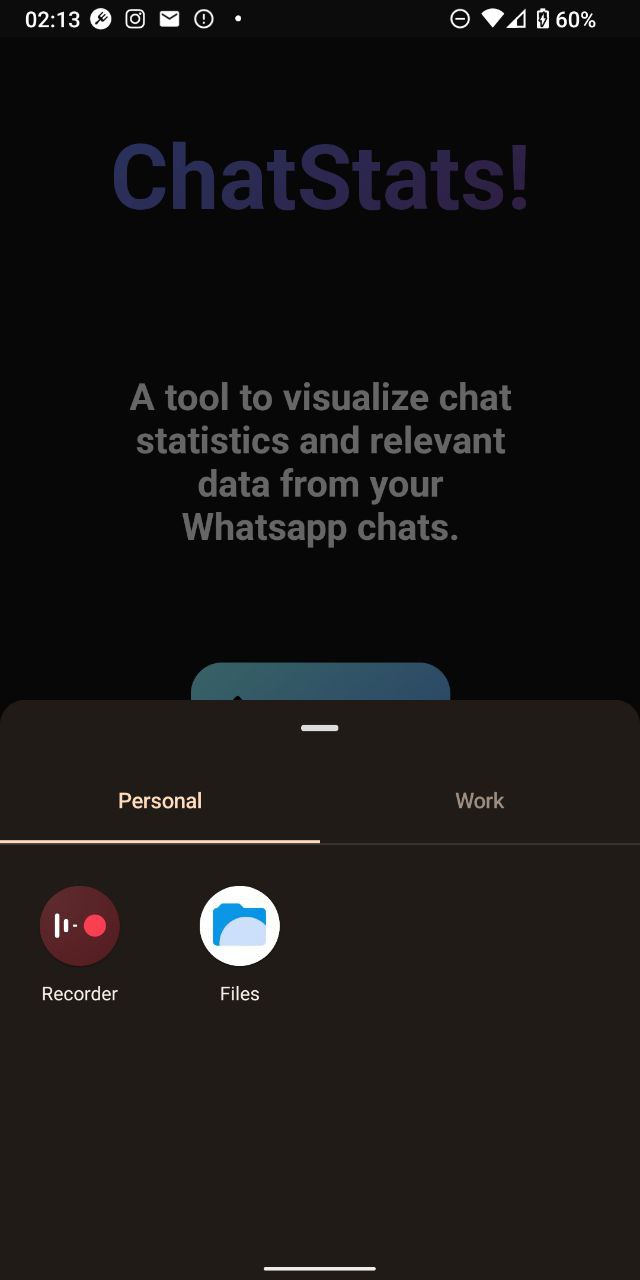 02:13
60%
ChatStats!
A tool to visualize chat
statistics and relevant
data from your
Whatsapp chats.
Personal
Work
Recorder
Files